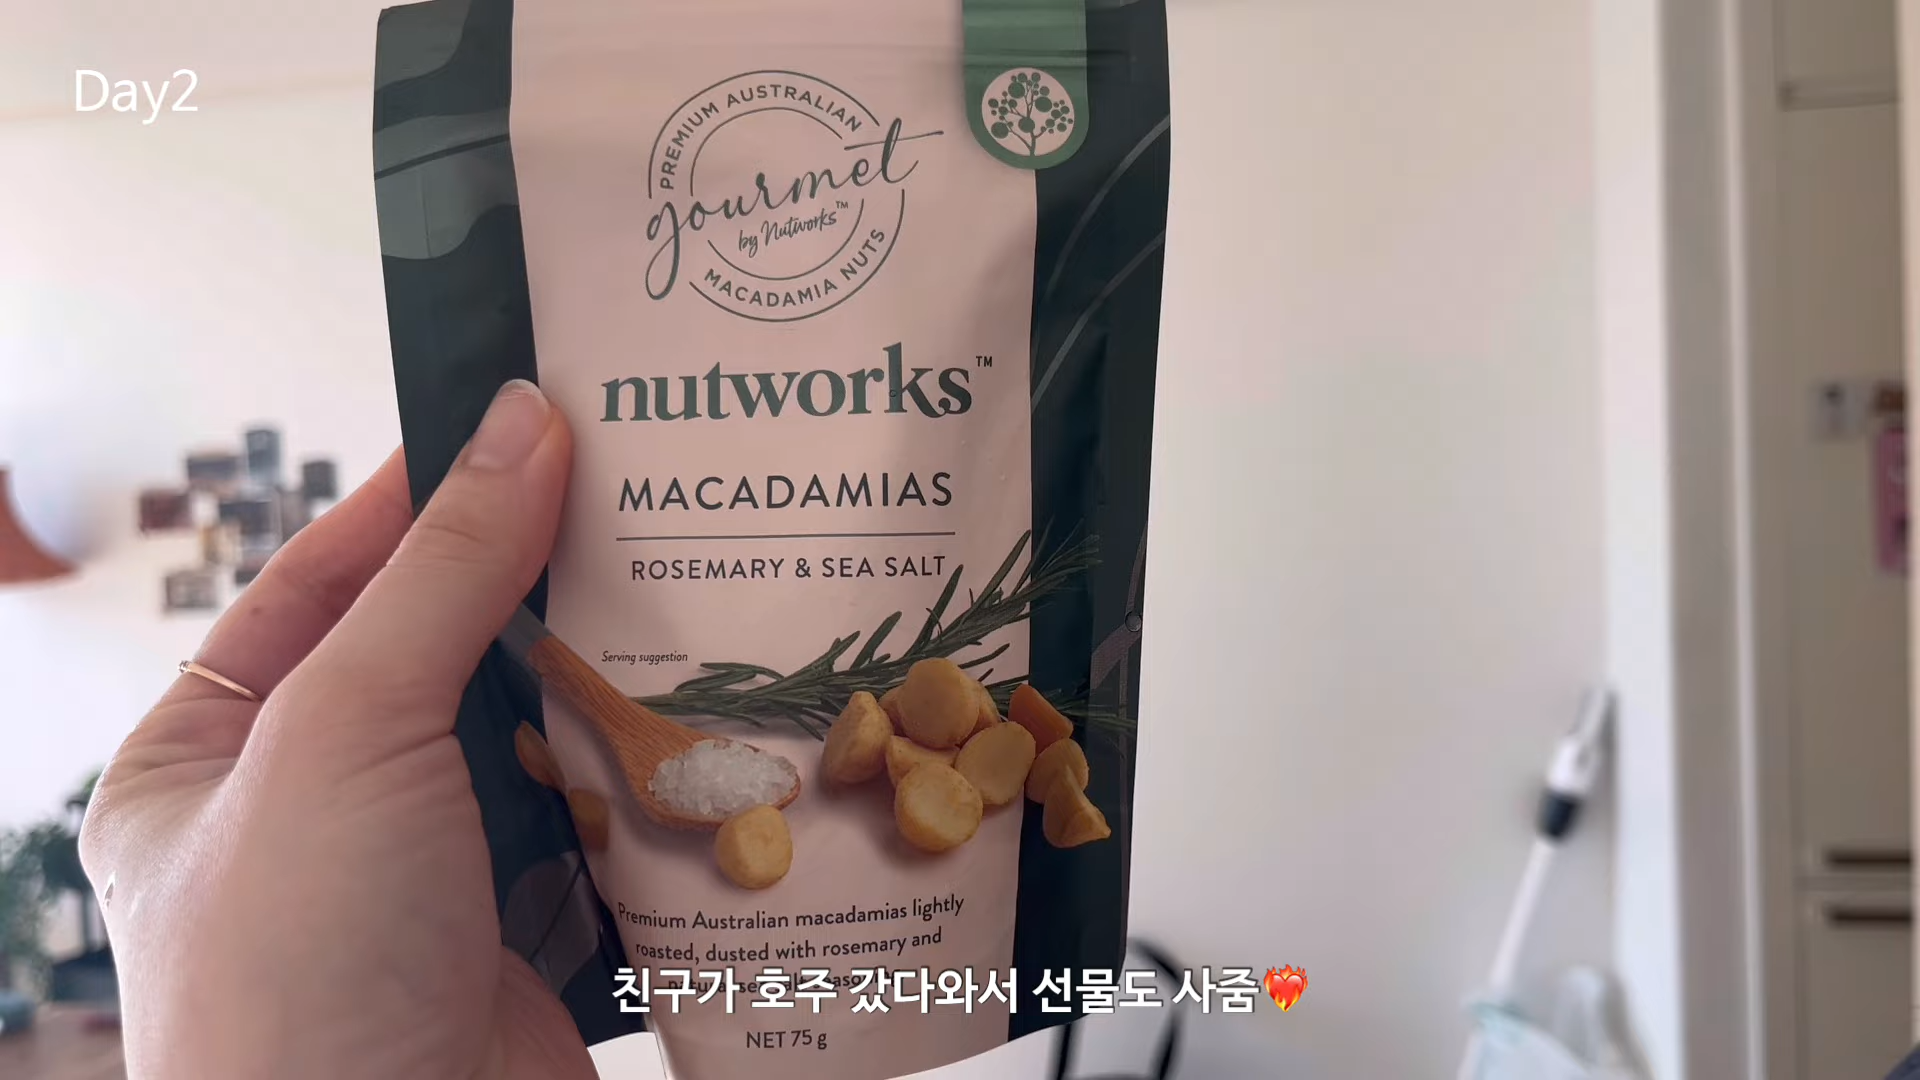 Day2
PREMIUM AUSTRALIAN
gourmet
by Nutworks™
MACADAMIA NUTS
nutworks™
MACADAMIAS
ROSEMARY & SEA SALT
Serving suggestion
Premium Australian macadamias lightly
roasted, dusted with rosemary and
친구가 호주 갔다와서 선물도 사줌❤️‍🔥
NET 75 g